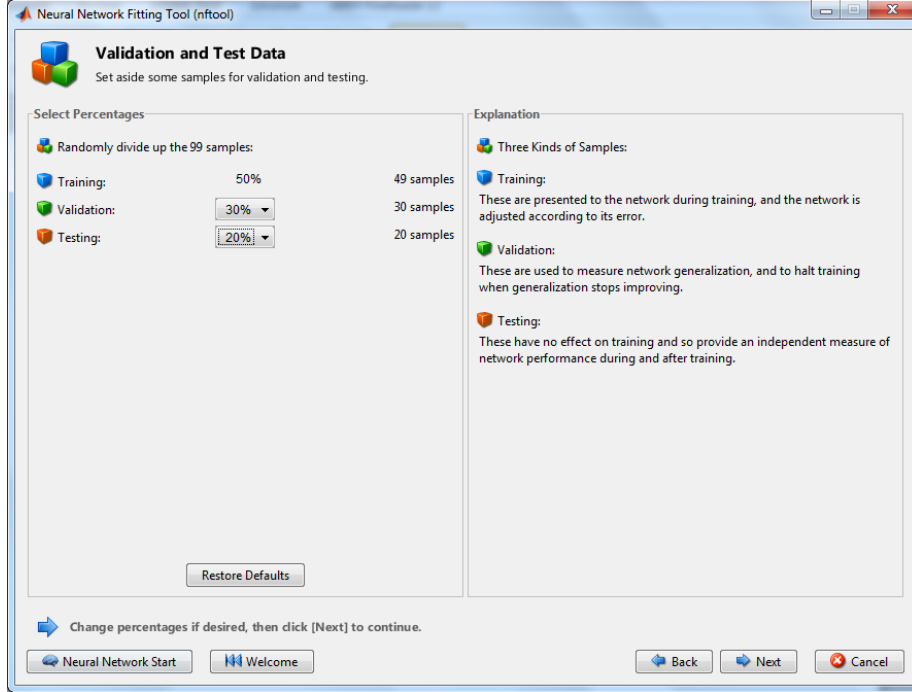 Neural Network Fitting Tool (nftool)
Validation and Test Data
Set aside some samples for validation and testing.
Select Percentages
Randomly divide up the 99 samples:
Training: 50% 49 samples
Validation: 30% 30 samples
Testing: 20% 20 samples
Restore Defaults
Explanation
Three Kinds of Samples:
Training:
These are presented to the network during training, and the network is
adjusted according to its error.
Validation:
These are used to measure network generalization, and to halt training
when generalization stops improving.
Testing:
These have no effect on training and so provide an independent measure of
network performance during and after training.
Change percentages if desired, then click [Next] to continue.
Neural Network Start Welcome Back Next Cancel